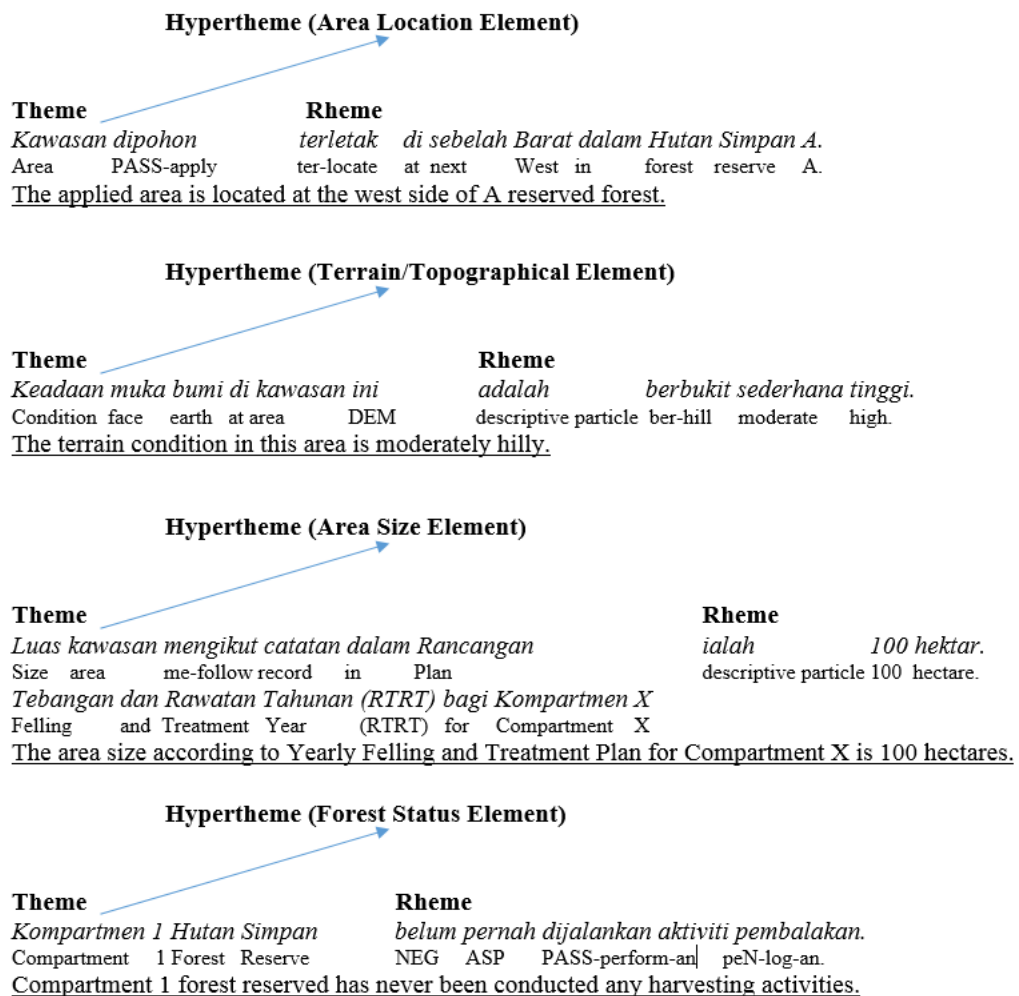 Hypertheme (Area Location Element)
Theme Rheme
Kawasan dipohon terletak di sebelah Barat dalam Hutan Simpan A.
Area PASS-apply ter-locate at next West in forest reserve A.
The applied area is located at the west side of A reserved forest.
Hypertheme (Terrain/Topographical Element)
Theme Rheme
Keadaan muka bumi di kawasan ini adalah berbukit sederhana tinggi.
Condition face earth at area DEM descriptive particle ber-hill moderate high.
The terrain condition in this area is moderately hilly.
Hypertheme (Area Size Element)
Theme Rheme
Luas kawasan mengikut catatan dalam Rancangan ialah 100 hektar.
Size area me-follow record in Plan descriptive particle 100 hectare.
Tebangan dan Rawatan Tahunan (RTRT) bagi Kompartmen X
Felling and Treatment Year (RTRT) for Compartment X
The area size according to Yearly Felling and Treatment Plan for Compartment X is 100 hectares.
Hypertheme (Forest Status Element)
Theme Rheme
Kompartmen 1 Hutan Simpan belum pernah dijalankan aktiviti pembalakan.
Compartment 1 Forest Reserve NEG ASP PASS-perform-an peN-log-an.
Compartment 1 forest reserved has never been conducted any harvesting activities.